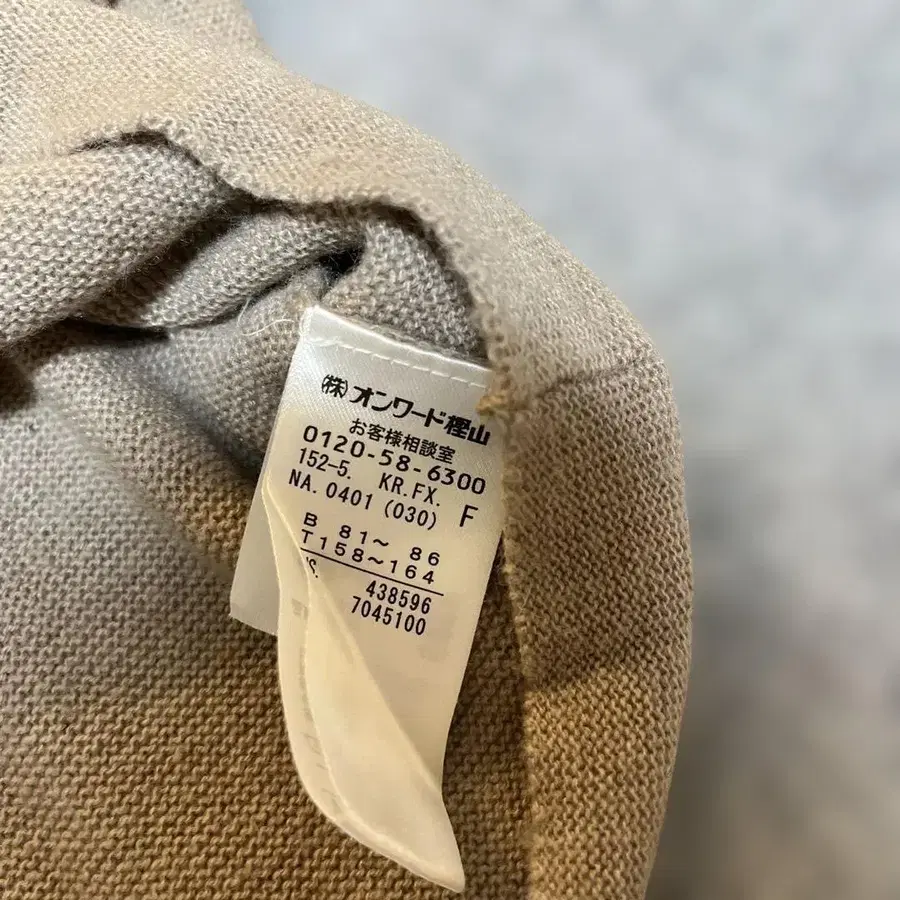 (株)オンワード樫山
お客様相談室
0120-58-6300
152-5. KR.FX.
NA. 0401 (030) F
B 81～ 86
T158～164
438596
7045100